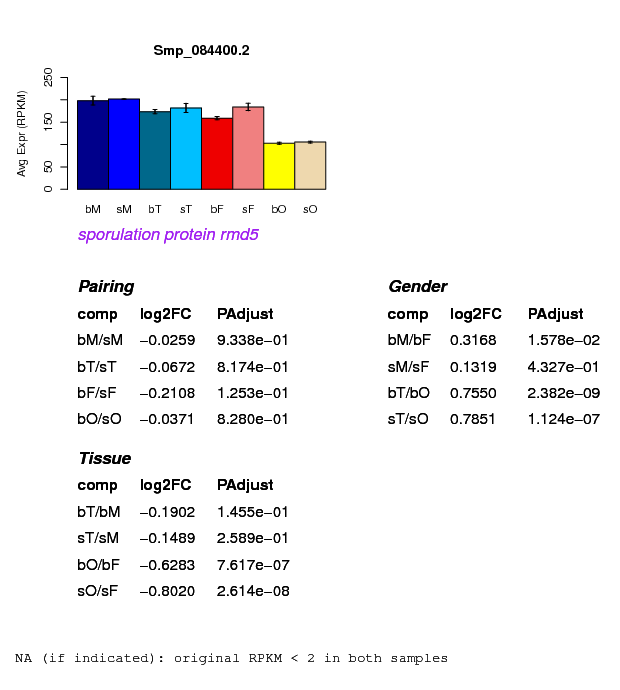 Smp_084400.2
Avg Expr (RPKM)
250
150
50
0
bM sM bT sT bF sF bO sO
sporulation protein rmd5
Pairing
comp log2FC PAdjust
bM/sM −0.0259 9.338e−01
bT/sT −0.0672 8.174e−01
bF/sF −0.2108 1.253e−01
bO/sO −0.0371 8.280e−01
Gender
comp log2FC PAdjust
bM/bF 0.3168 1.578e−02
sM/sF 0.1319 4.327e−01
bT/bO 0.7550 2.382e−09
sT/sO 0.7851 1.124e−07
Tissue
comp log2FC PAdjust
bT/bM −0.1902 1.455e−01
sT/sM −0.1489 2.589e−01
bO/bF −0.6283 7.617e−07
sO/sF −0.8020 2.614e−08
NA (if indicated): original RPKM < 2 in both samples